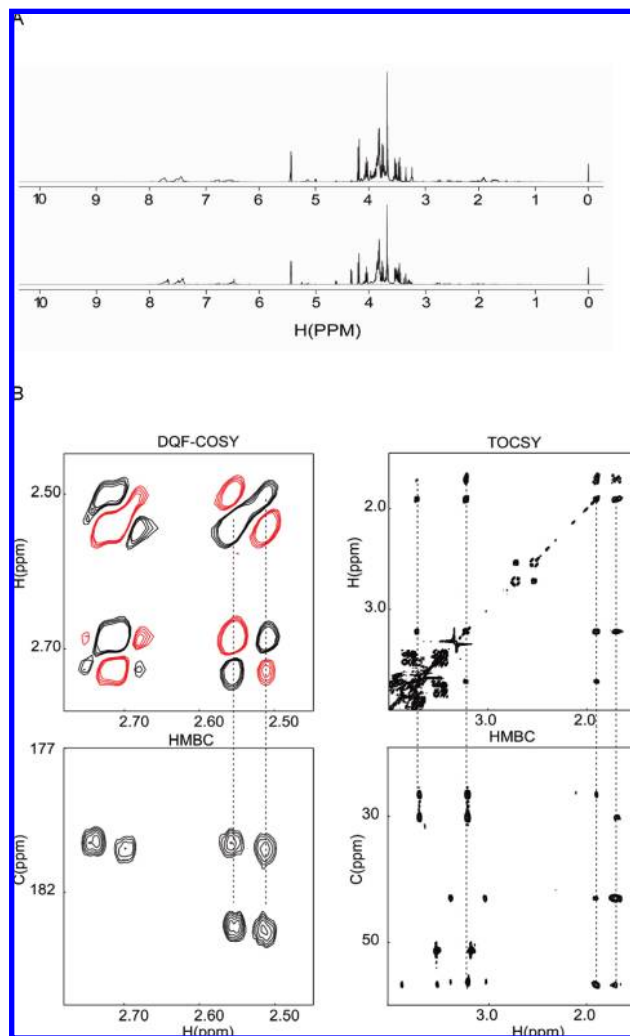 A
10 9 8 7 6 5 4 3 2 1 0
10 9 8 7 6 5 4 3 2 1 0
H(PPM)
B
DQF-COSY
TOCSY
2.50
2.70
H(ppm)
2.70 2.60 2.50
2.0
3.0
H(ppm)
3.0 2.0
HMBC
HMBC
177
182
C(ppm)
2.70 2.60 2.50
H(ppm)
30
50
C(ppm)
3.0 2.0
H(ppm)